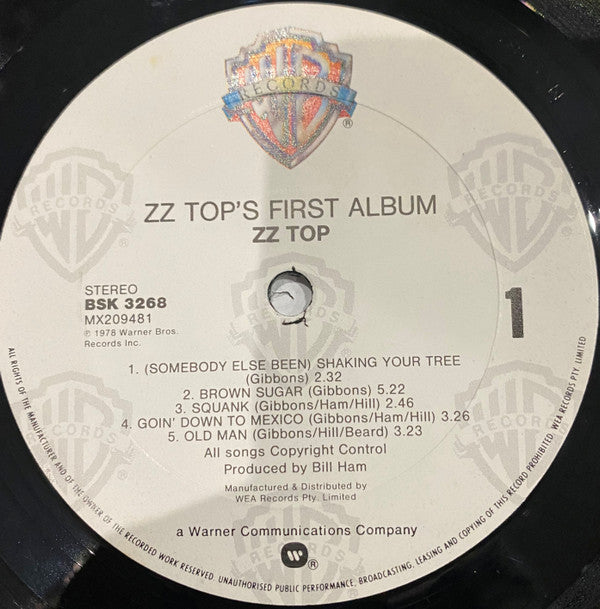 RECORDS
®
ZZ TOP'S FIRST ALBUM
ZZ TOP
STEREO
BSK 3268
MX209481
℗ 1978 Warner Bros.
Records Inc.
1
1. (SOMEBODY ELSE BEEN) SHAKING YOUR TREE
(Gibbons) 2.32
2. BROWN SUGAR (Gibbons) 5.22
3. SQUANK (Gibbons/Ham/Hill) 2.46
4. GOIN' DOWN TO MEXICO (Gibbons/Ham/Hill) 3.26
5. OLD MAN (Gibbons/Hill/Beard) 3.23
All songs Copyright Control
Produced by Bill Ham
Manufactured & Distributed by
WEA Records Pty. Limited
a Warner Communications Company
®
ALL RIGHTS OF THE MANUFACTURER AND OF THE OWNER OF THE RECORDED WORK RESERVED. UNAUTHORISED PUBLIC PERFORMANCE, BROADCASTING, LEASING AND COPYING OF THIS RECORD PROHIBITED. WEA RECORDS PTY LIMITED